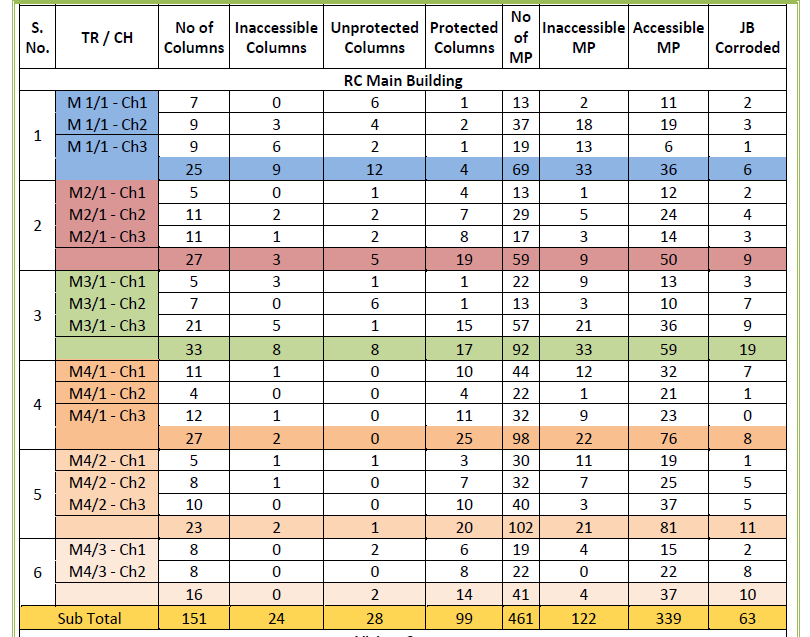 S. No. TR / CH No of Columns Inaccessible Columns Unprotected Columns Protected Columns No of MP Inaccessible MP Accessible MP JB Corroded
RC Main Building
1 M 1/1 - Ch1 7 0 6 1 13 2 11 2
M 1/1 - Ch2 9 3 4 2 37 18 19 3
M 1/1 - Ch3 9 6 2 1 19 13 6 1
25 9 12 4 69 33 36 6
2 M2/1 - Ch1 5 0 1 4 13 1 12 2
M2/1 - Ch2 11 2 2 7 29 5 24 4
M2/1 - Ch3 11 1 2 8 17 3 14 3
27 3 5 19 59 9 50 9
3 M3/1 - Ch1 5 3 1 1 22 9 13 3
M3/1 - Ch2 7 0 6 1 13 3 10 7
M3/1 - Ch3 21 5 1 15 57 21 36 9
33 8 8 17 92 33 59 19
4 M4/1 - Ch1 11 1 0 10 44 12 32 7
M4/1 - Ch2 4 0 0 4 22 1 21 1
M4/1 - Ch3 12 1 0 11 32 9 23 0
27 2 0 25 98 22 76 8
5 M4/2 - Ch1 5 1 1 3 30 11 19 1
M4/2 - Ch2 8 1 0 7 32 7 25 5
M4/2 - Ch3 10 0 0 10 40 3 37 5
23 2 1 20 102 21 81 11
6 M4/3 - Ch1 8 0 2 6 19 4 15 2
M4/3 - Ch2 8 0 0 8 22 0 22 8
16 0 2 14 41 4 37 10
Sub Total 151 24 28 99 461 122 339 63